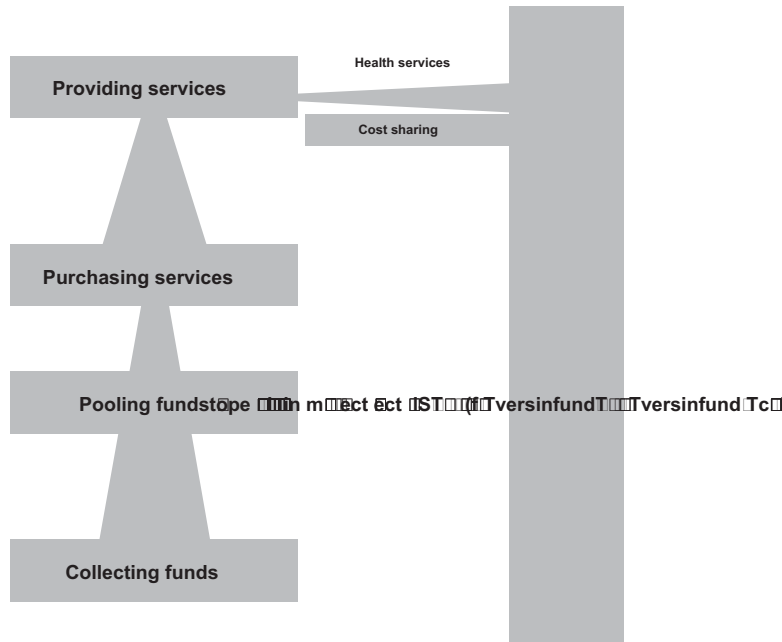 Health services
Providing services
Cost sharing
Purchasing services
Pooling funds
Collecting funds